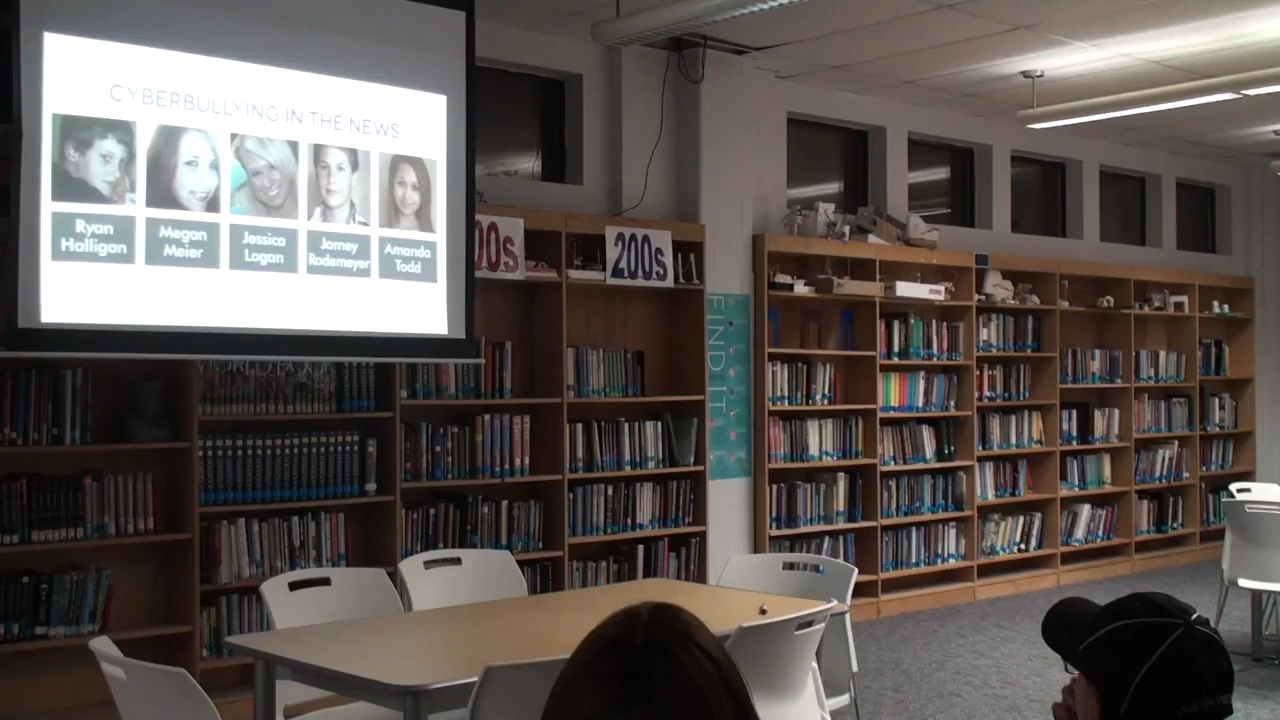 CYBERBULLYING IN THE NEWS
Ryan
Halligan
Megan
Meier
Jessica
Logan
Jamey
Rodemeyer
Amanda
Todd
00s
200s
FIND IT